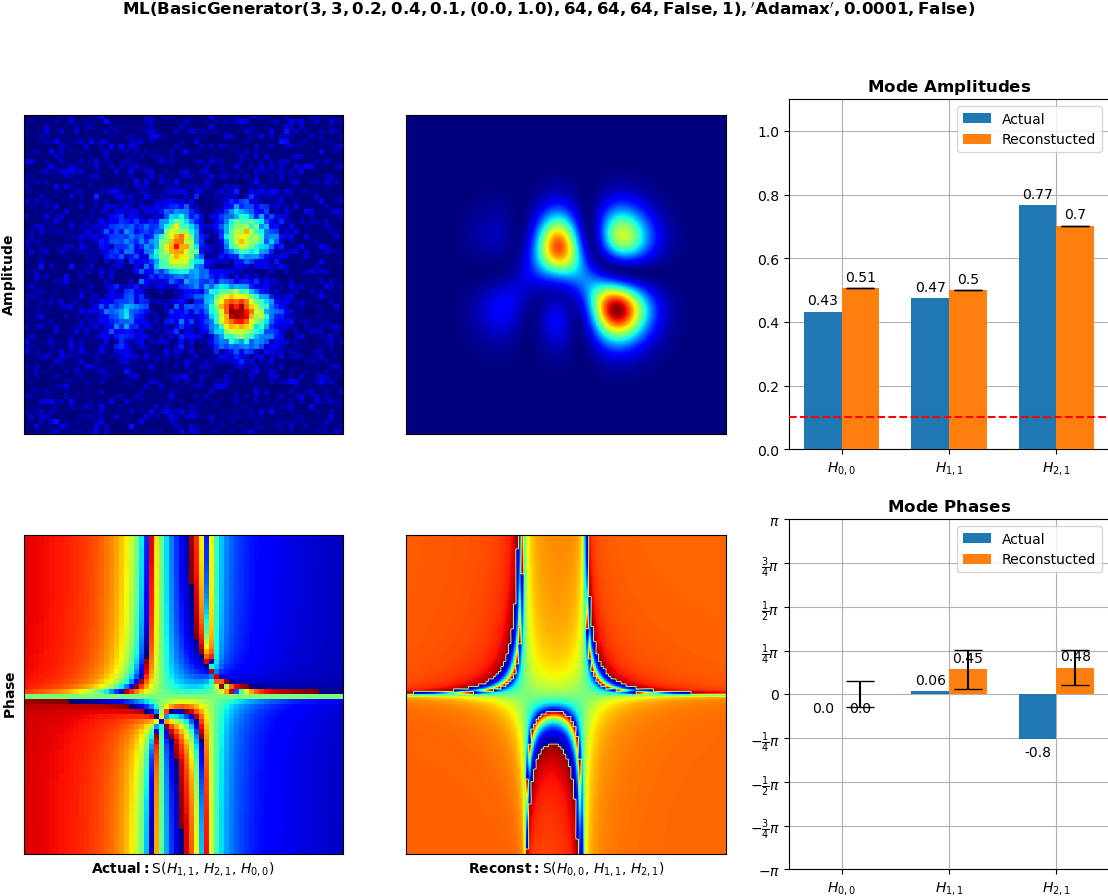 ML(BasicGenerator(3, 3, 0.2, 0.4, 0.1, (0.0, 1.0), 64, 64, 64, False, 1), ′Adamax′, 0.0001, False)
Amplitude
Mode Amplitudes
Actual
Reconstucted
1.0
0.8
0.6
0.4
0.2
0.0
0.43
0.51
0.47
0.5
0.77
0.7
H0,0
H1,1
H2,1
Phase
Actual: S(H1,1, H2,1, H0,0)
Reconst: S(H0,0, H1,1, H2,1)
Mode Phases
Actual
Reconstucted
π
3/4π
1/2π
1/4π
0
−1/4π
−1/2π
−3/4π
−π
0.0
0.0
0.06
0.45
-0.8
0.48
H0,0
H1,1
H2,1